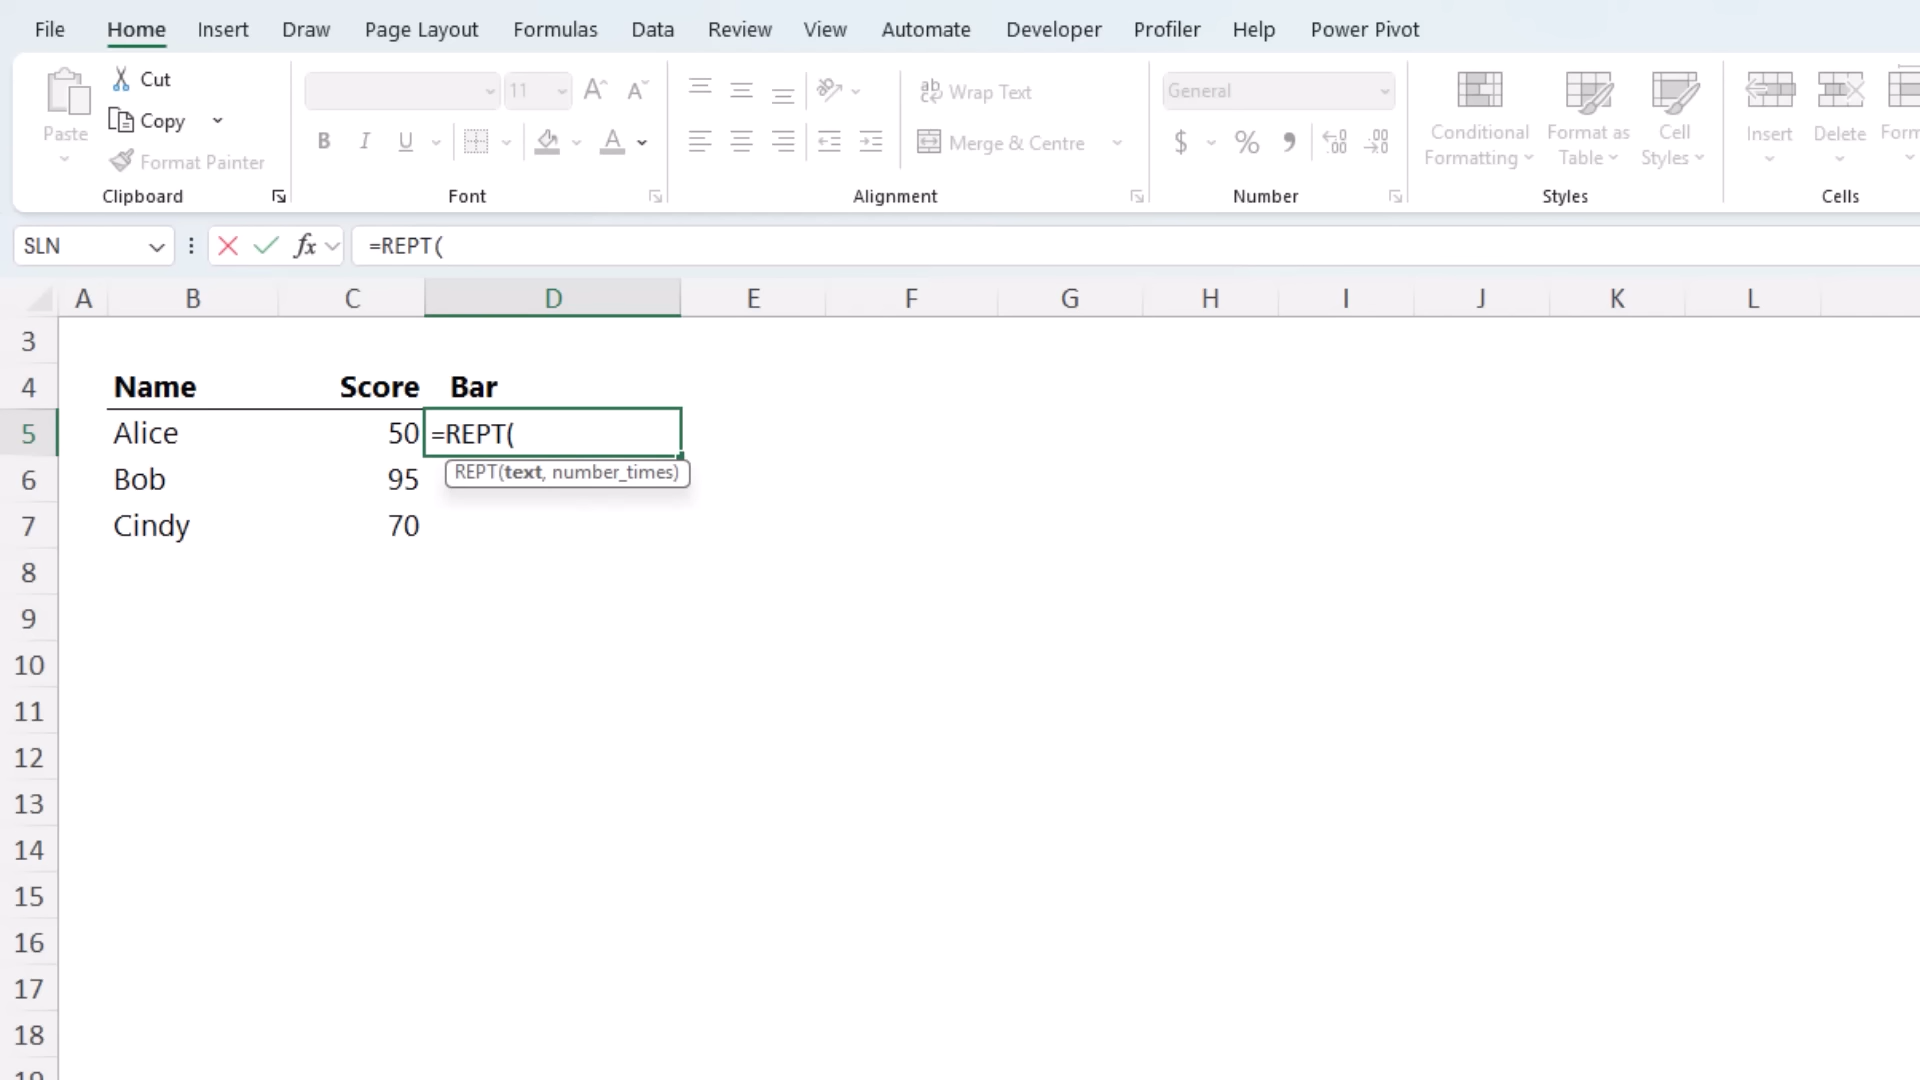 File Home Insert Draw Page Layout Formulas Data Review View Automate Developer Profiler Help Power Pivot
Paste
Cut
Copy
Format Painter
Clipboard
11
B I U
Font
Wrap Text
Merge & Centre
Alignment
General
$ % 9
Number
Conditional Formatting
Format as Table
Cell Styles
Styles
Insert
Delete
Form
Cells
SLN fx =REPT(
A B C D E F G H I J K L
3
4 Name Score Bar
5 Alice 50 =REPT(
REPT(text, number_times)
6 Bob 95
7 Cindy 70
8
9
10
11
12
13
14
15
16
17
18
19